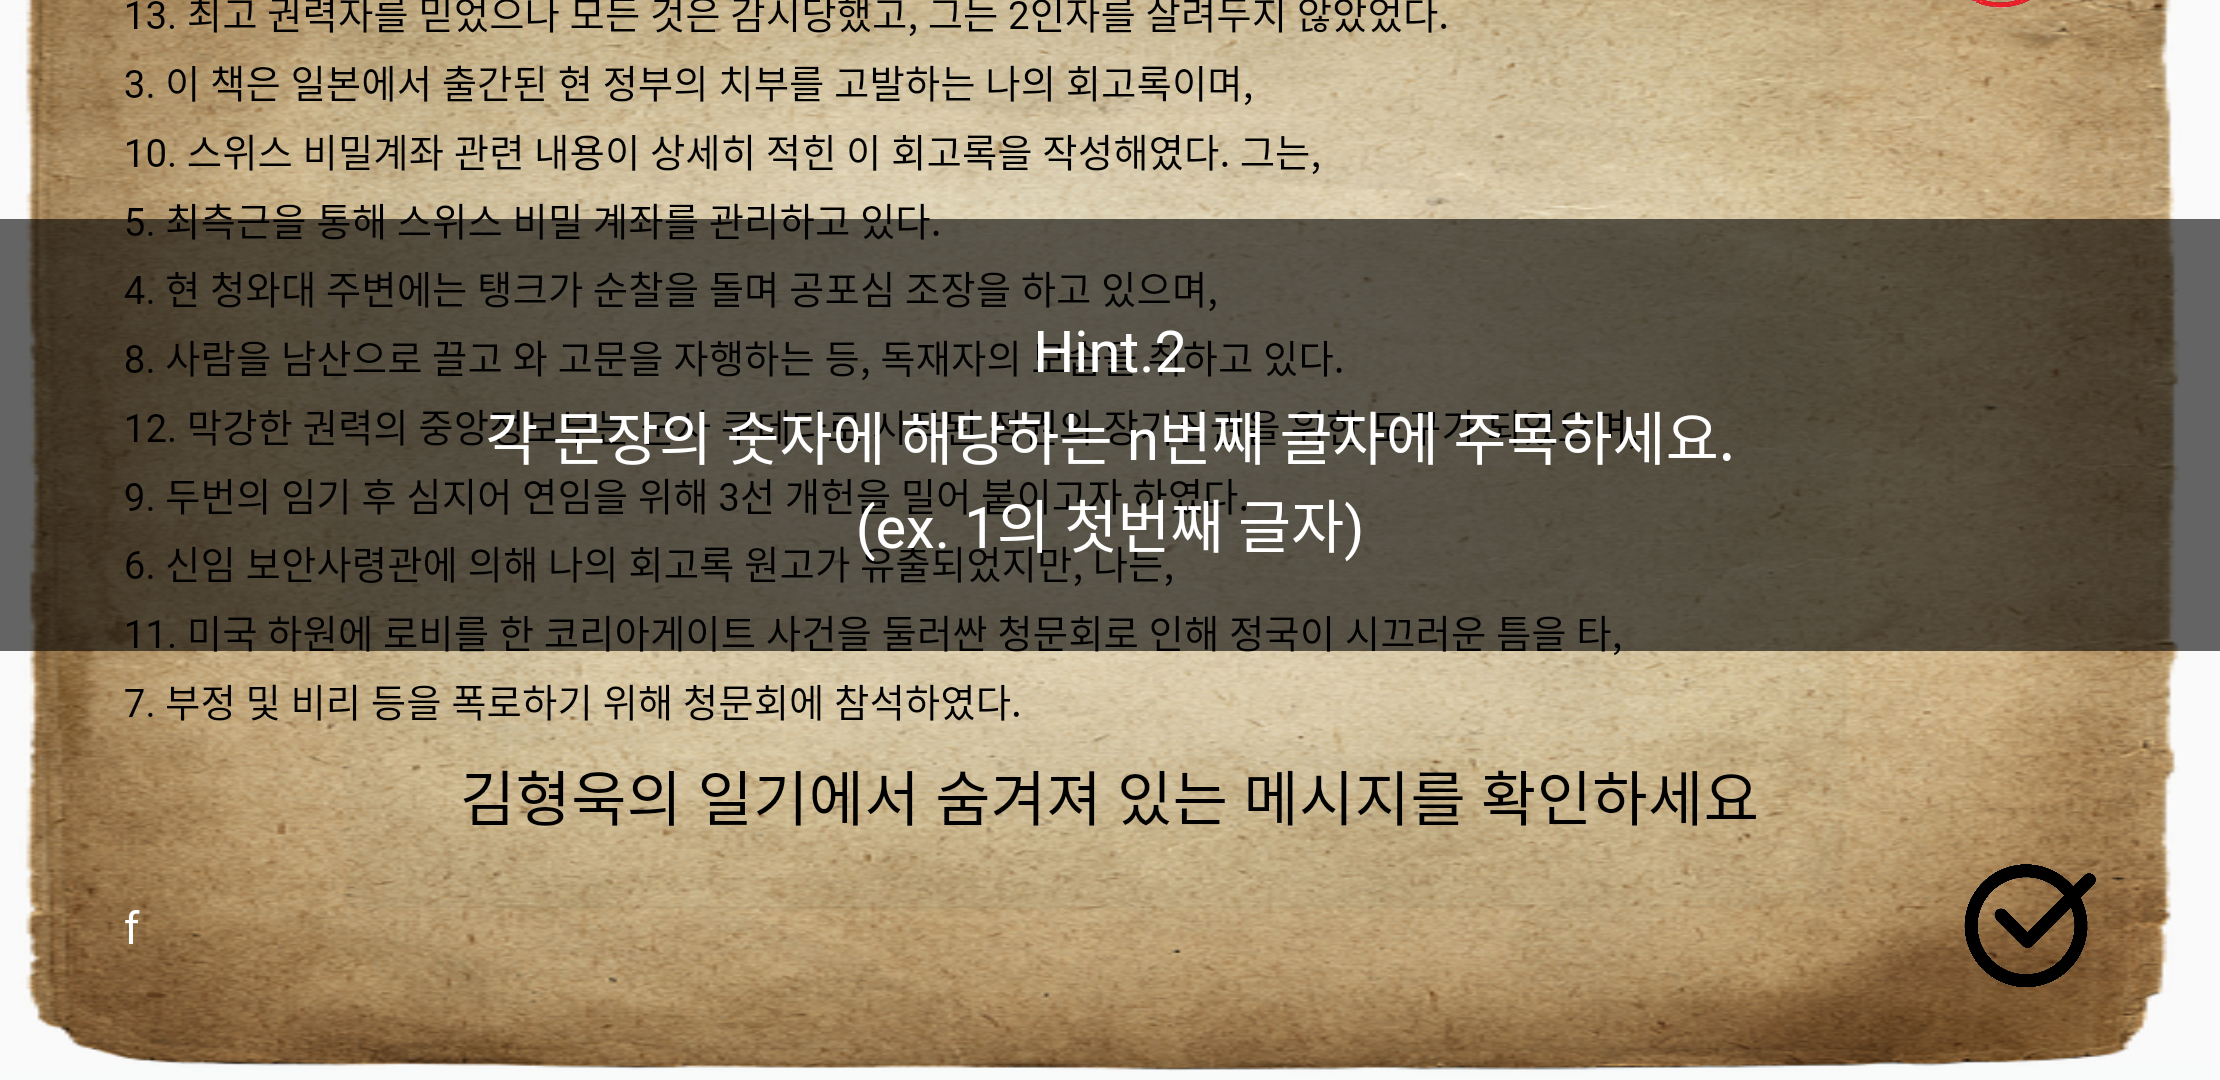 13. 최고 권력자를 믿었으나 모든 것은 감시당했고, 그는 2인자를 살려두지 않았었다.
3. 이 책은 일본에서 출간된 현 정부의 치부를 고발하는 나의 회고록이며,
10. 스위스 비밀계좌 관련 내용이 상세히 적힌 이 회고록을 작성해였다. 그는,
5. 최측근을 통해 스위스 비밀 계좌를 관리하고 있다.
4. 현 청와대 주변에는 탱크가 순찰을 돌며 공포심 조장을 하고 있으며,
8. 사람을 남산으로 끌고 와 고문을 자행하는 등, 독재자의 모습을 취하고 있다.
Hint.2
12. 막강한 권력의 중앙정보부는
각 문장의 숫자에 해당하는 n번째 글자에 주목하세요.
9. 두번의 임기 후 심지어 연임을 위해 3선 개헌을 밀어 붙이고자 하였다.
(ex. 1의 첫번째 글자)
6. 신임 보안사령관에 의해 나의 회고록 원고가 유출되었지만, 나는,
11. 미국 하원에 로비를 한 코리아게이트 사건을 둘러싼 청문회로 인해 정국이 시끄러운 틈을 타,
7. 부정 및 비리 등을 폭로하기 위해 청문회에 참석하였다.
김형욱의 일기에서 숨겨져 있는 메시지를 확인하세요
f